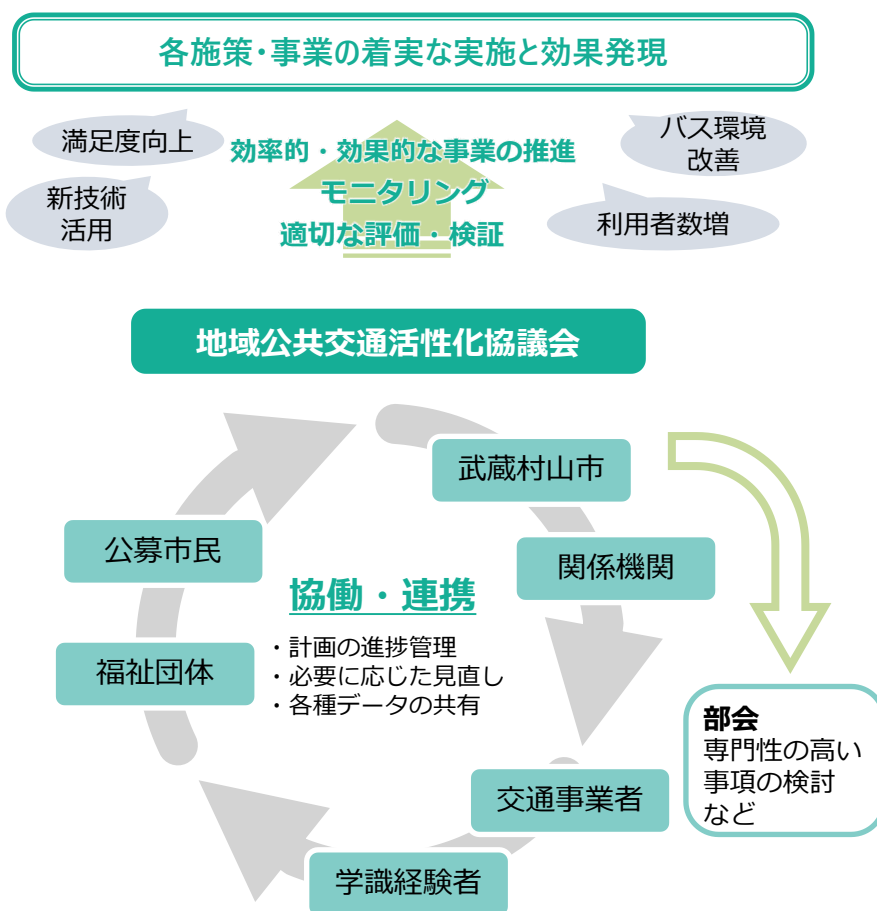 各施策・事業の着実な実施と効果発現
満足度向上
新技術
活用
効率的・効果的な事業の推進
モニタリング
適切な評価・検証
バス環境
改善
利用者数増
地域公共交通活性化協議会
武蔵村山市
関係機関
交通事業者
学識経験者
福祉団体
公募市民
協働・連携
・計画の進捗管理
・必要に応じた見直し
・各種データの共有
部会
専門性の高い
事項の検討
など